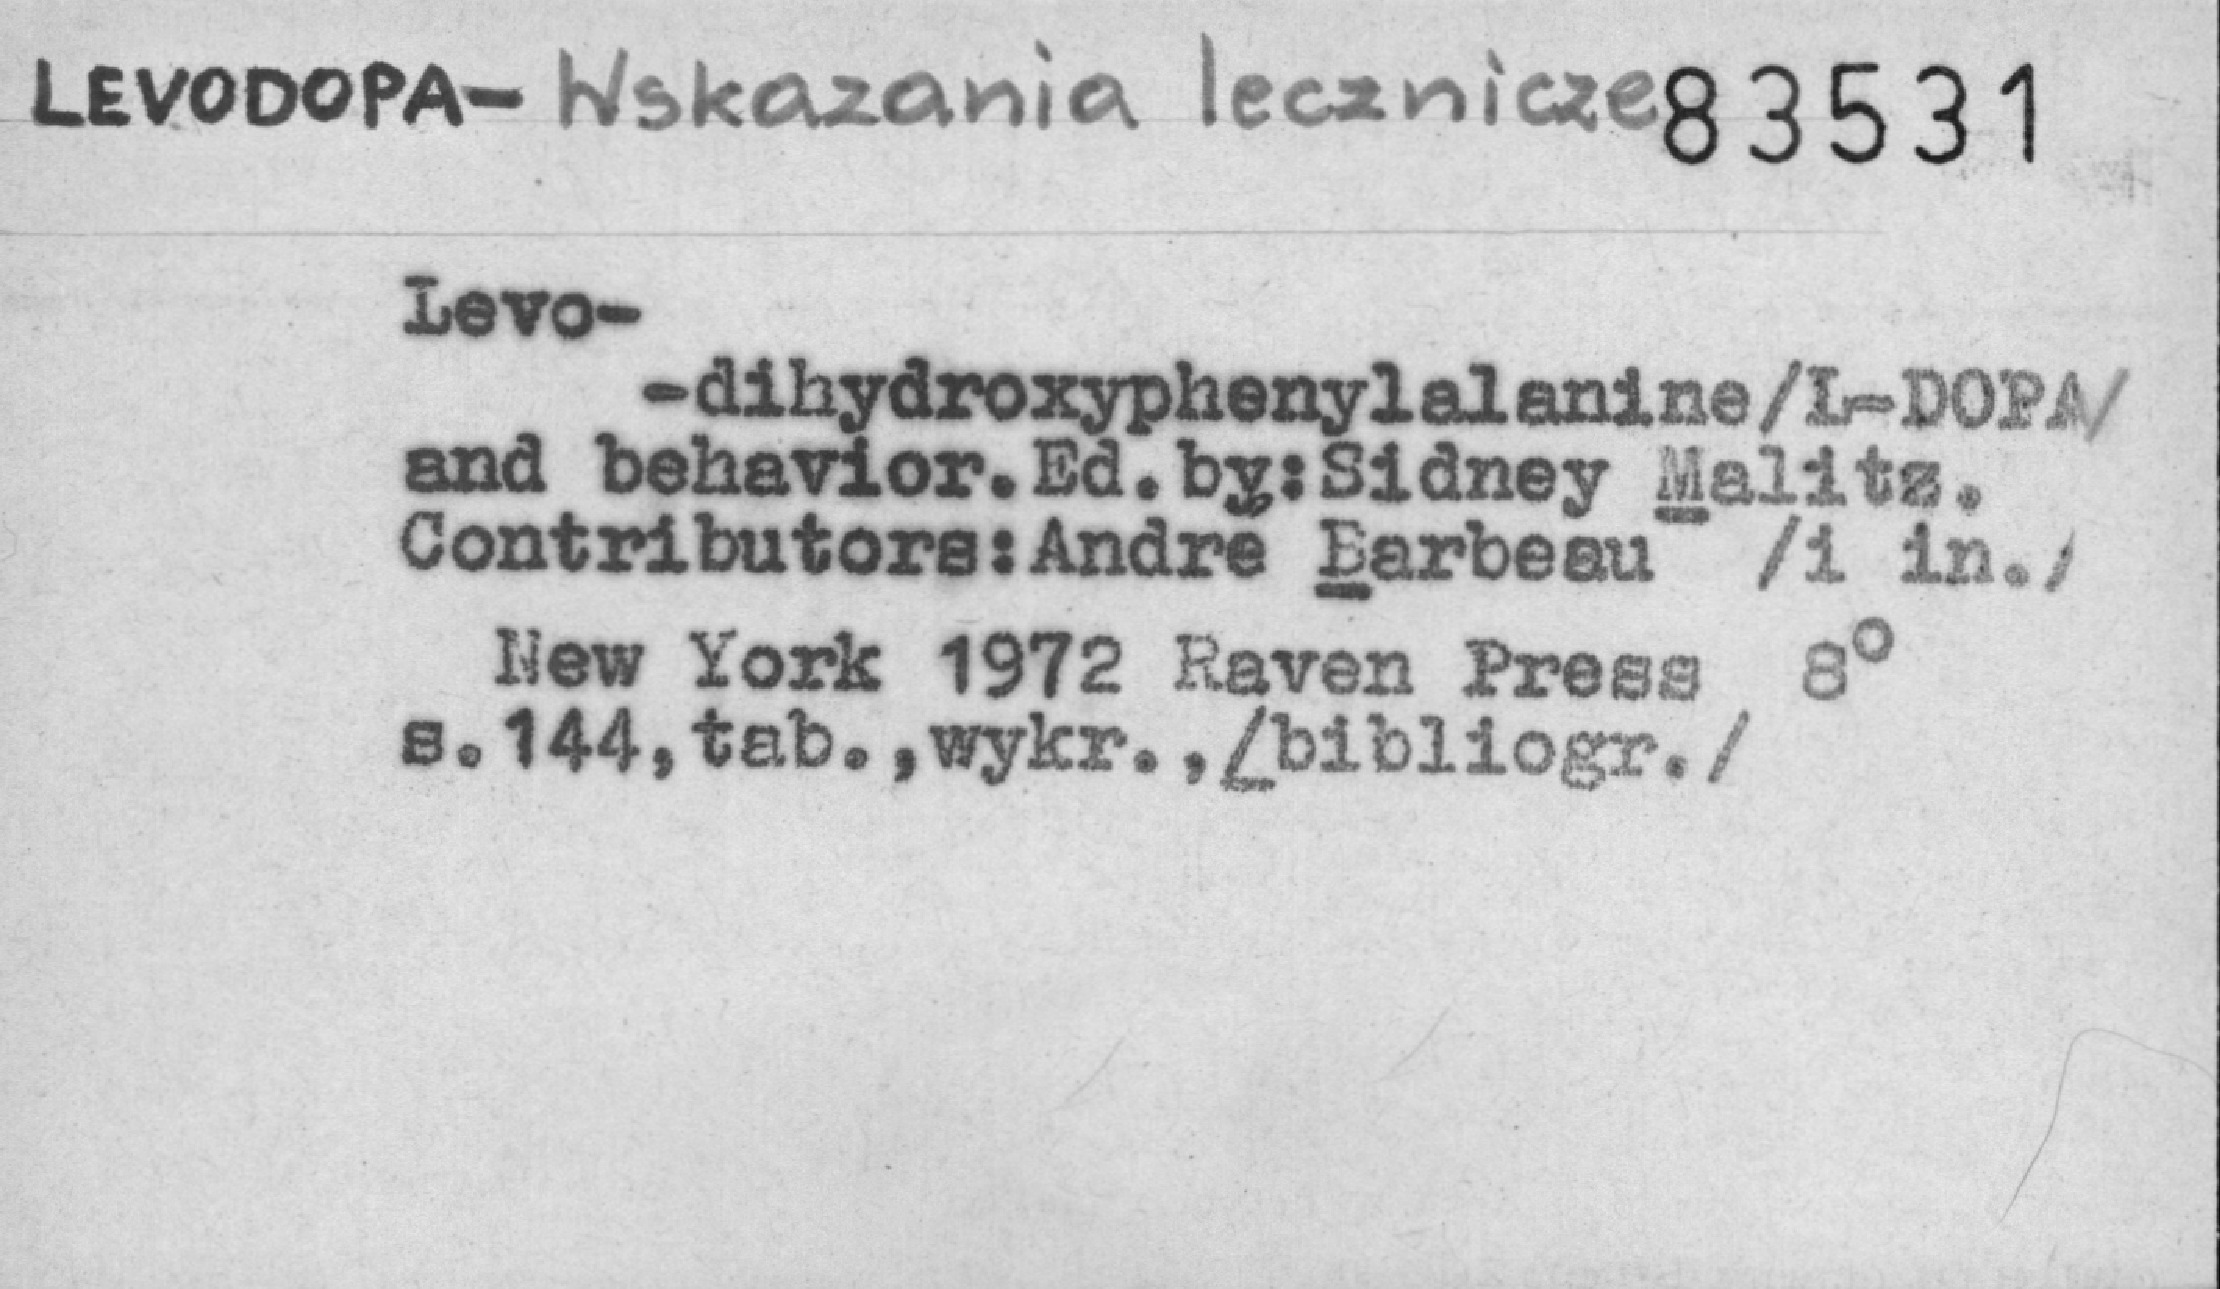 LEVODOPA- Wskazania lecznicze 83531
Levo-
-dihydroxyphenylalanine/L-DOPA/
and behavior.Ed.by:Sidney Malitz.
Contributors:Andre Barbeau /i in./
New York 1972 Raven Press 8°
s.144,tab.,wykr.,/bibliogr./